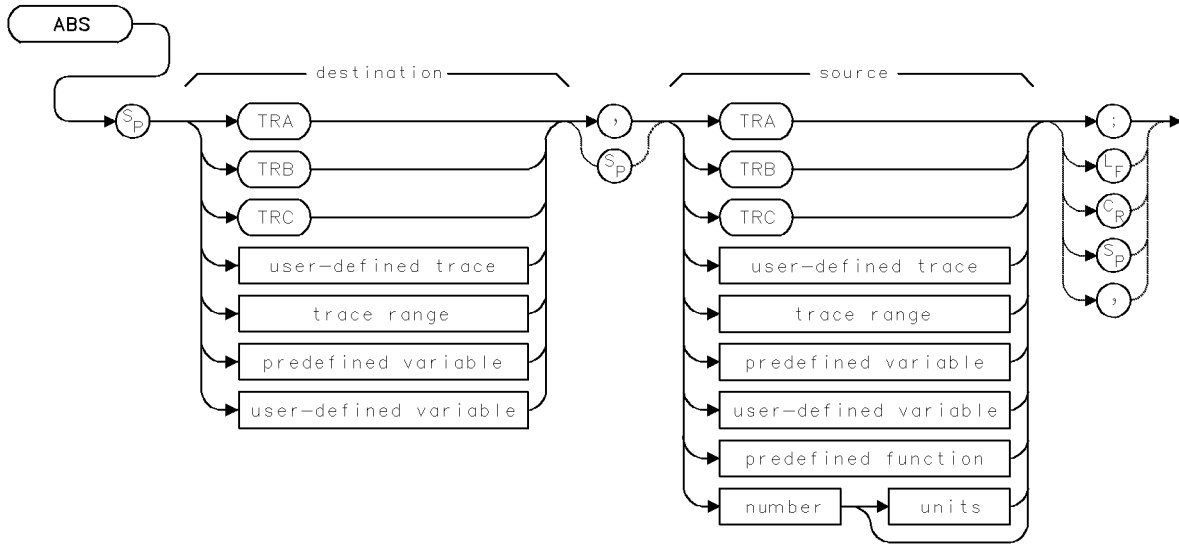 ABS
destination
source
SP
TRA
,
TRA
;
TRB
SP
TRB
LF
TRC
TRC
CR
user-defined trace
user-defined trace
SP
trace range
trace range
,
predefined variable
predefined variable
user-defined variable
user-defined variable
predefined function
number
units